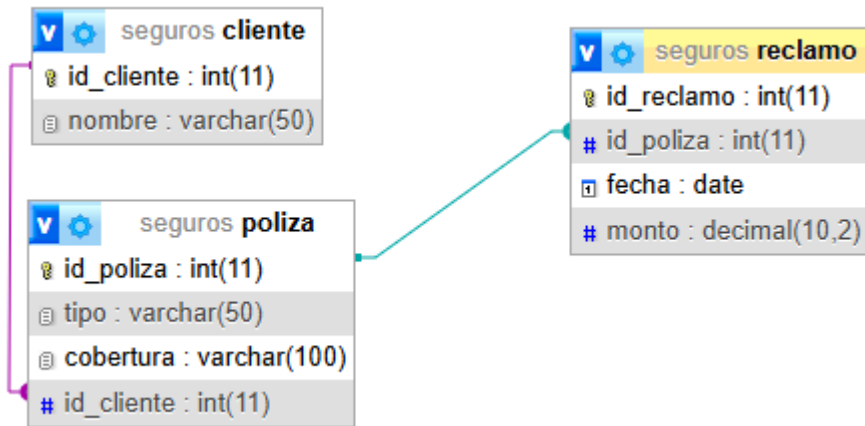 v seguros cliente
id_cliente : int(11)
nombre : varchar(50)
v seguros poliza
id_poliza : int(11)
tipo : varchar(50)
cobertura : varchar(100)
# id_cliente : int(11)
v seguros reclamo
id_reclamo : int(11)
# id_poliza : int(11)
1 fecha : date
# monto : decimal(10,2)